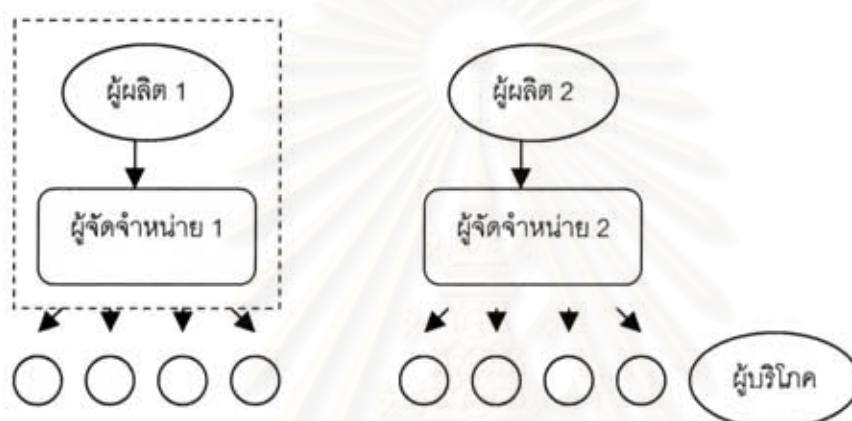 ผู้ผลิต 1
ผู้ผลิต 2
ผู้จัดจำหน่าย 1
ผู้จัดจำหน่าย 2
ผู้บริโภค